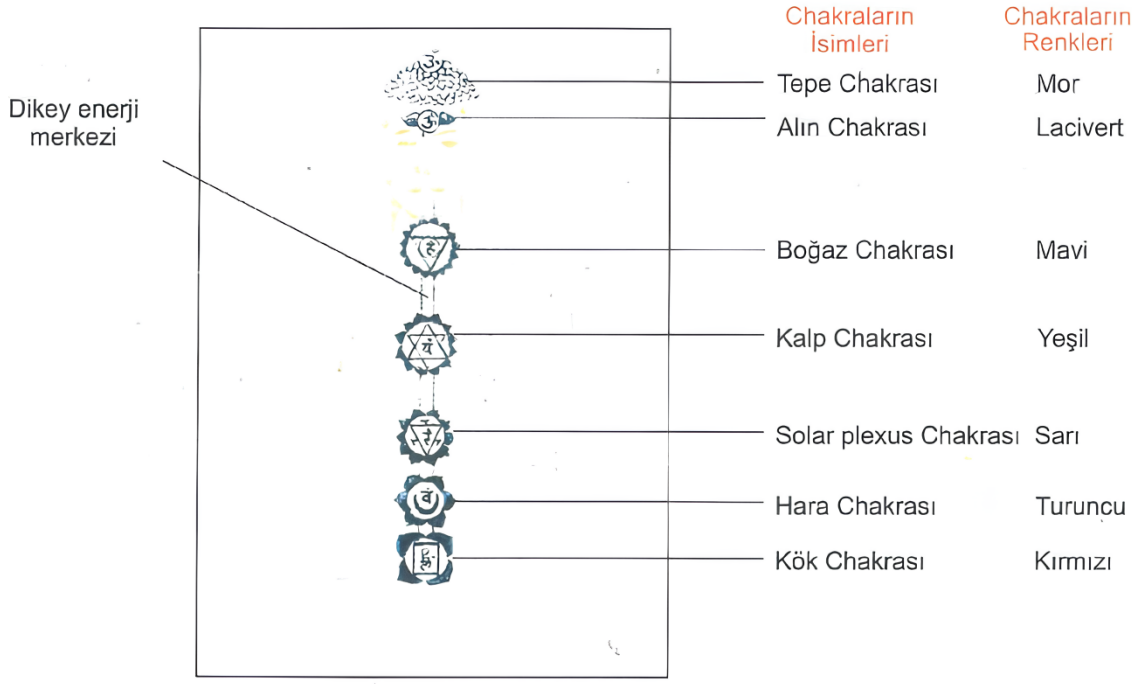 Chakraların
İsimleri
Chakraların
Renkleri
Dikey enerji
merkezi
Tepe Chakrası Mor
Alın Chakrası Lacivert
Boğaz Chakrası Mavi
Kalp Chakrası Yeşil
Solar plexus Chakrası Sarı
Hara Chakrası Turuncu
Kök Chakrası Kırmızı
यं
रं
वं